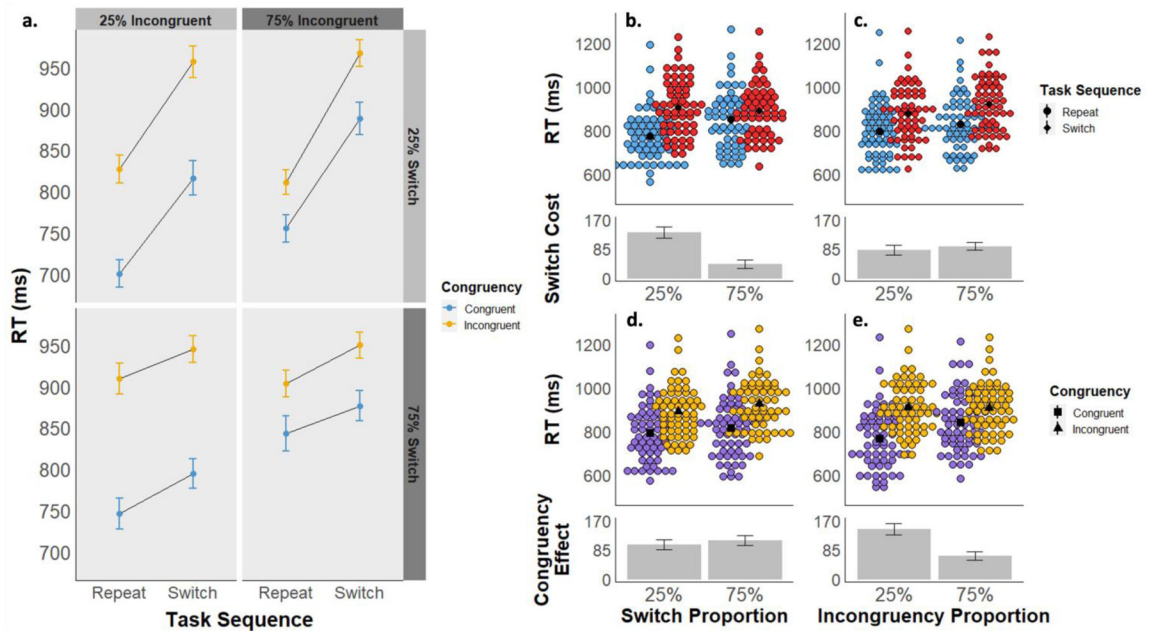 a.
25% Incongruent
75% Incongruent
950
900
850
800
750
700
25% Switch
RT (ms)
950
900
850
800
750
700
75% Switch
Repeat
Switch
Repeat
Switch
Task Sequence
Congruency
Congruent
Incongruent
b.
1200
1000
800
600
RT (ms)
170
85
0
Switch Cost
25%
75%
c.
1200
1000
800
600
170
85
0
25%
75%
Task Sequence
Repeat
Switch
d.
1200
1000
800
600
RT (ms)
170
85
0
Congruency
Effect
25%
75%
Switch Proportion
e.
1200
1000
800
600
170
85
0
25%
75%
Incongruency Proportion
Congruency
Congruent
Incongruent